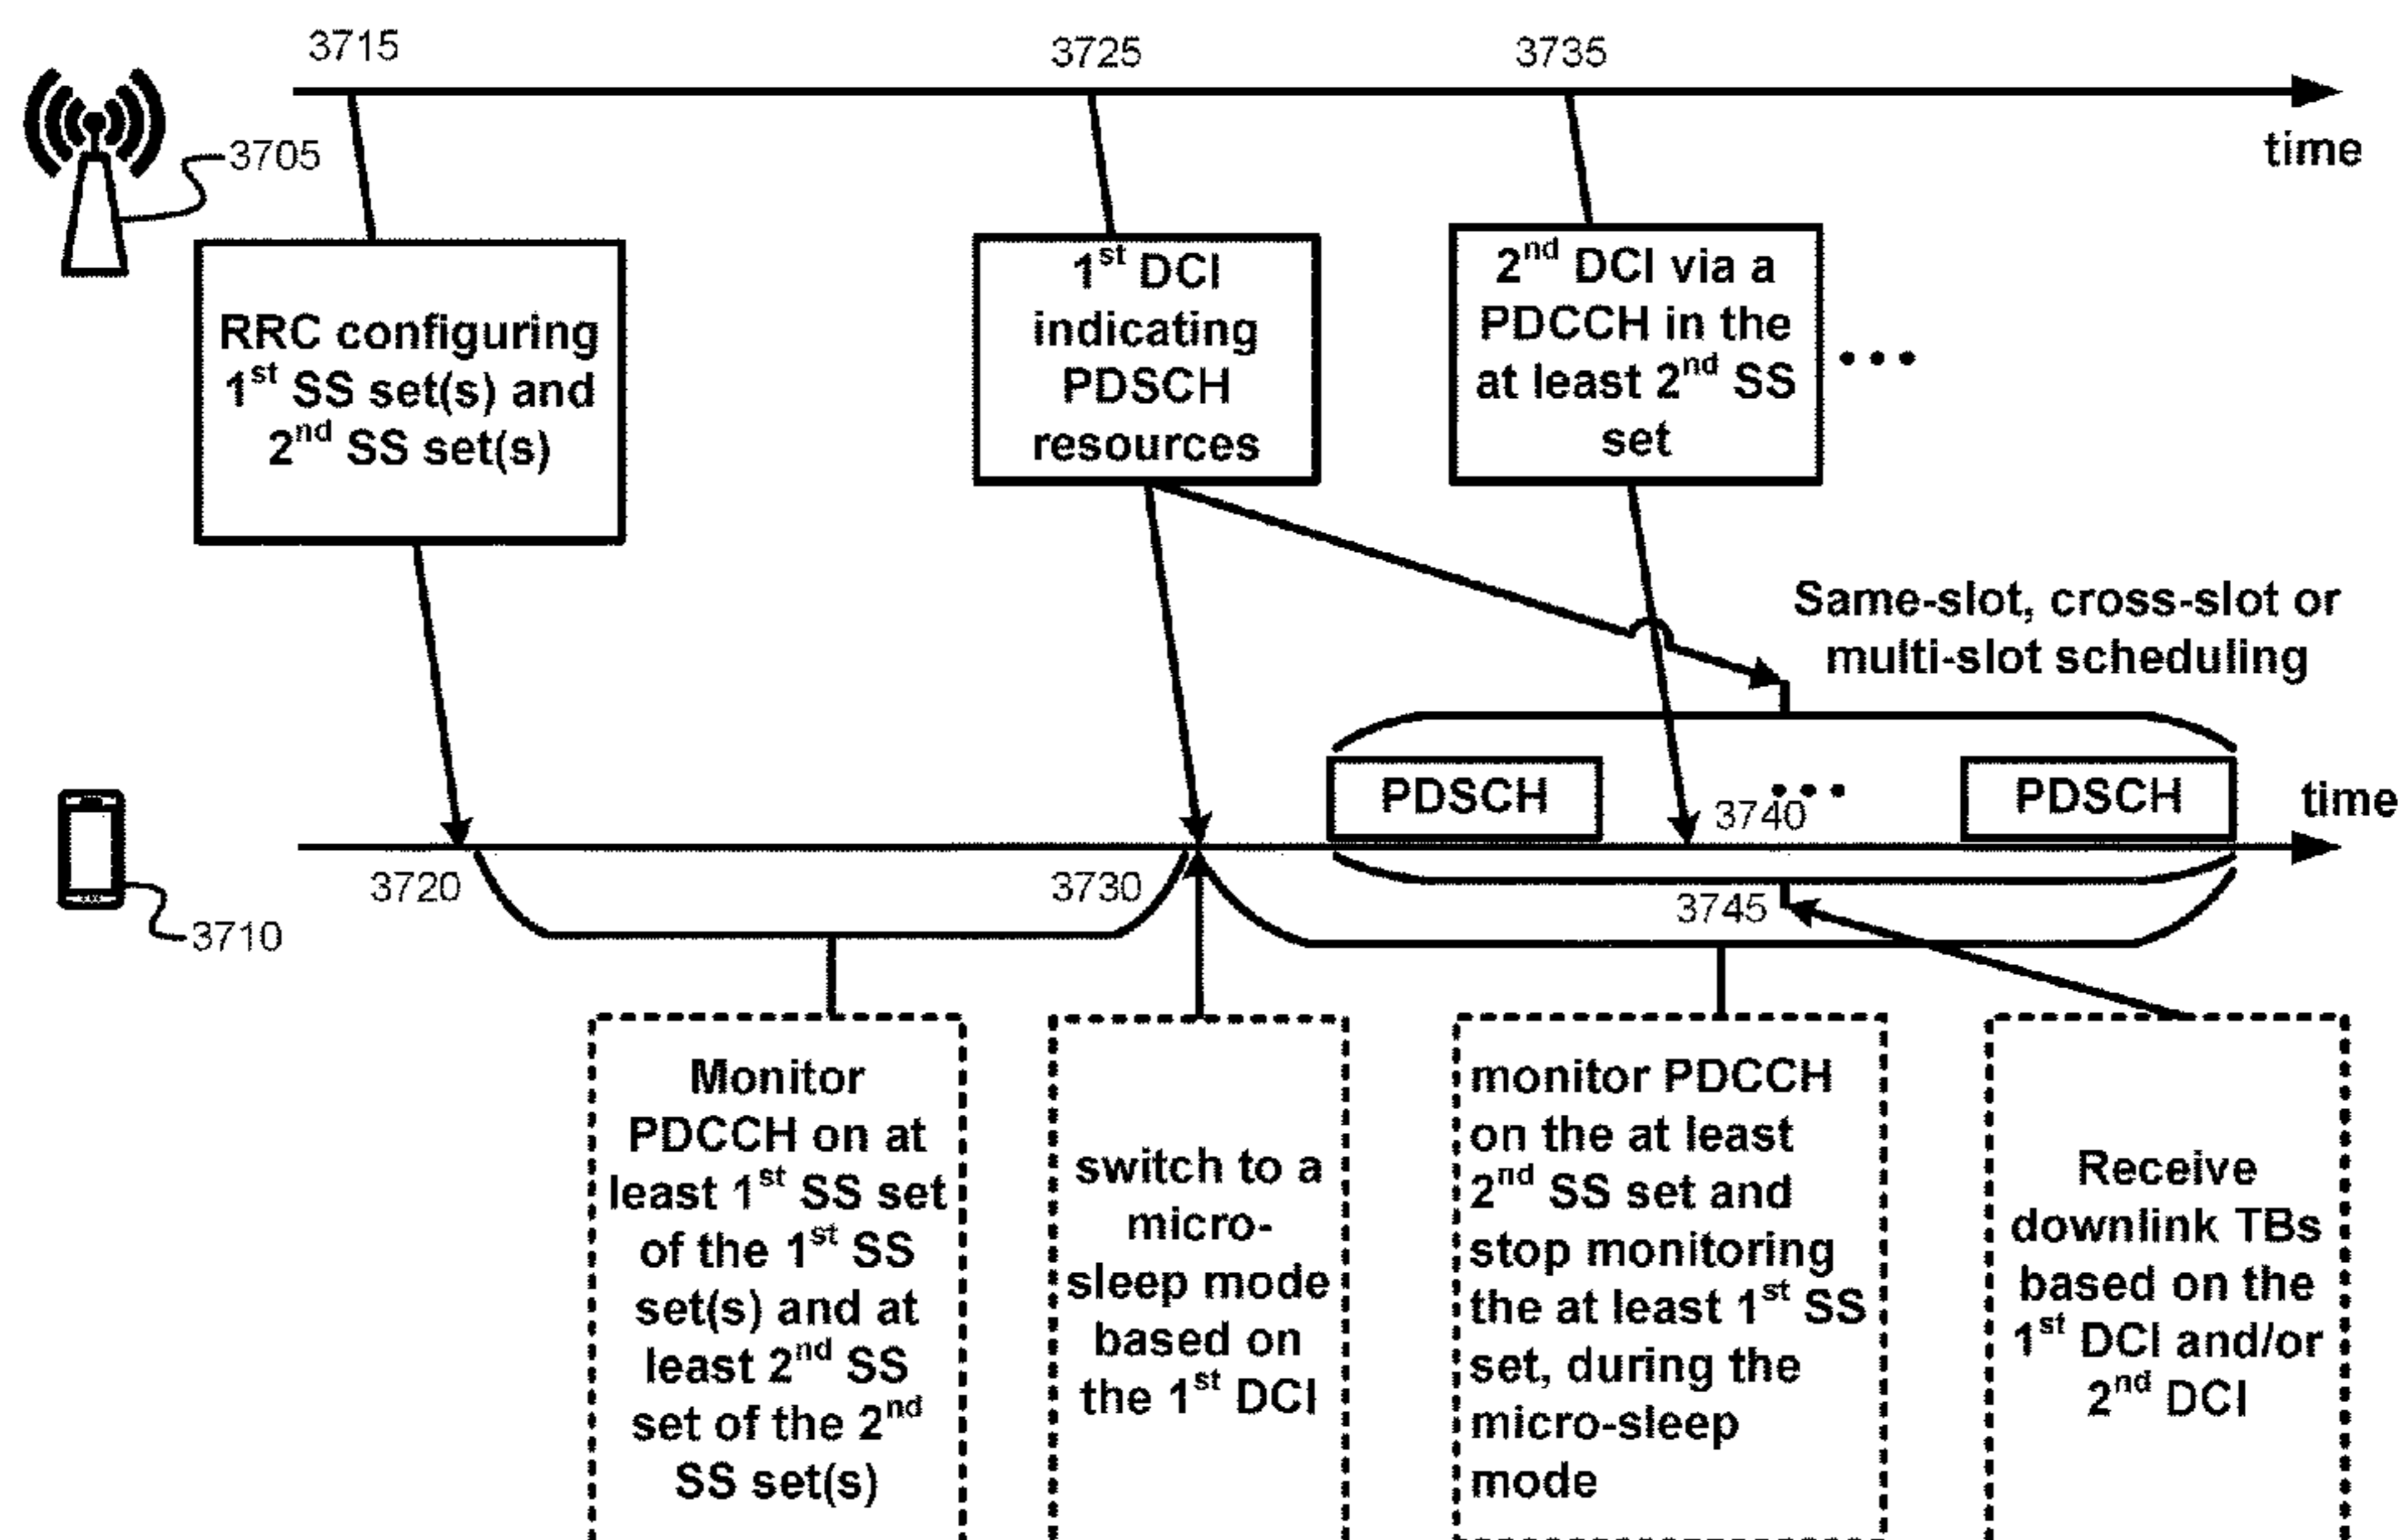 3715
3725
3735
time
3705
RRC configuring
1st SS set(s) and
2nd SS set(s)
1st DCI
indicating
PDSCH
resources
2nd DCI via a
PDCCH in the
at least 2nd SS
set
...
Same-slot, cross-slot or
multi-slot scheduling
PDSCH
...
PDSCH
time
3740
3720
3730
3745
3710
Monitor
PDCCH on at
least 1st SS set
of the 1st SS
set(s) and at
least 2nd SS
set of the 2nd
SS set(s)
switch to a
micro-
sleep mode
based on
the 1st DCI
monitor PDCCH
on the at least
2nd SS set and
stop monitoring
the at least 1st SS
set, during the
micro-sleep
mode
Receive
downlink TBs
based on the
1st DCI and/or
2nd DCI